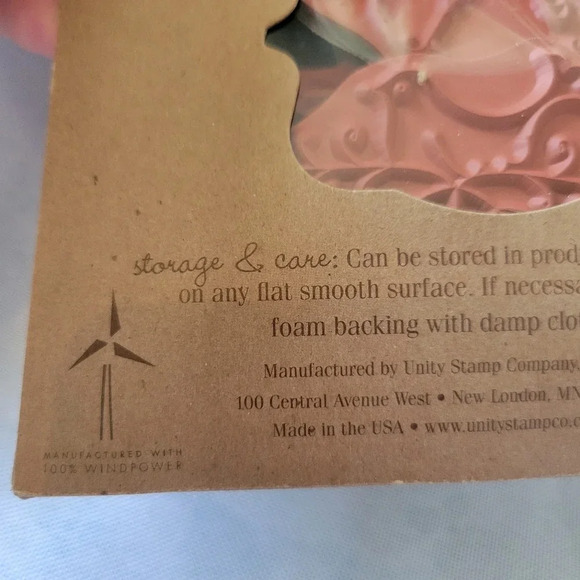 storage & care: Can be stored in prod
on any flat smooth surface. If necessa
foam backing with damp clot
Manufactured by Unity Stamp Company,
100 Central Avenue West • New London, MN
Made in the USA • www.unitystampco.c
MANUFACTURED WITH
100% WINDPOWER